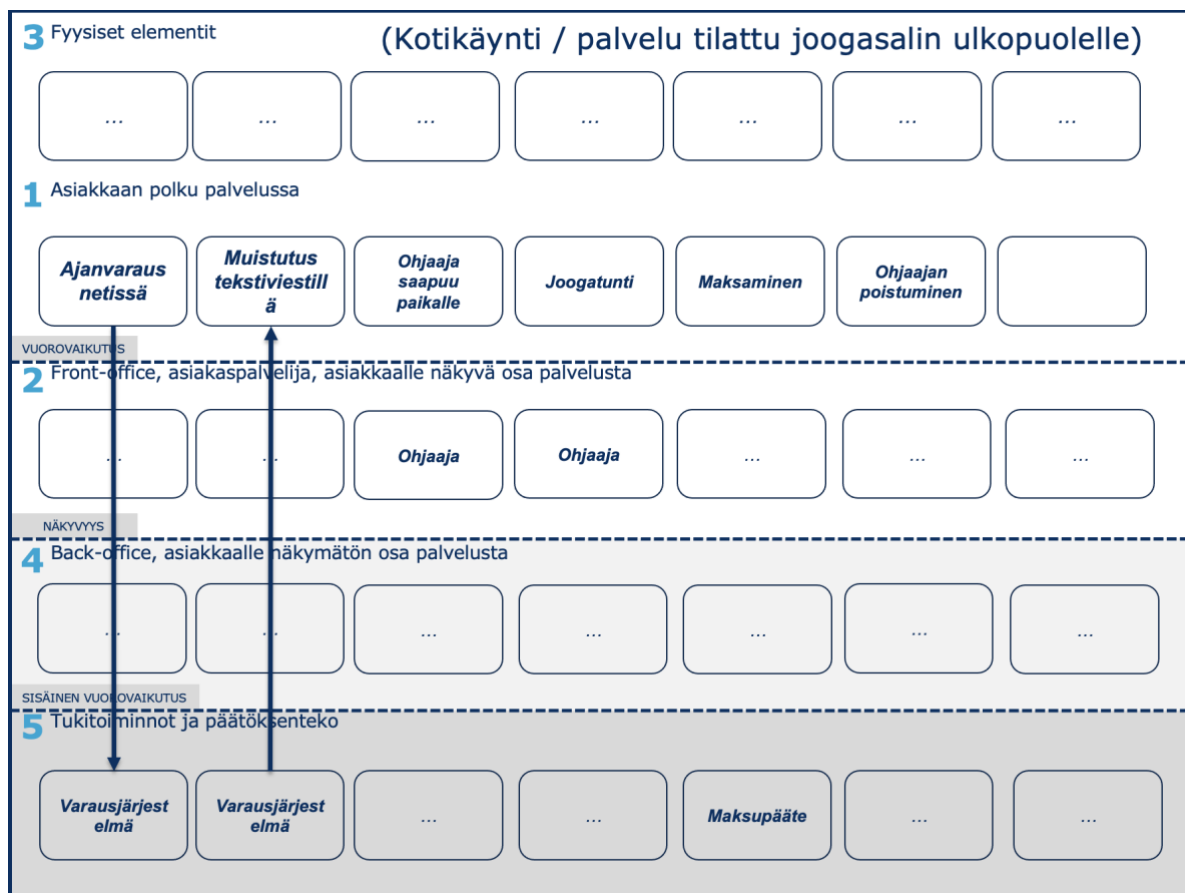 3 Fyysiset elementit (Kotikäynti / palvelu tilattu joogasalin ulkopuolelle)
... ... ... ... ... ... ...
1 Asiakkaan polku palvelussa
Ajanvaraus
netissä
Muistutus
tekstiviestill
ä
Ohjaaja
saapuu
paikalle
Joogatunti
Maksaminen
Ohjaajan
poistuminen
VUOROVAIKUTUS
2 Front-office, asiakaspalvelija, asiakkaalle näkyvä osa palvelusta
... ... Ohjaaja Ohjaaja ... ... ...
NÄKYVYYS
4 Back-office, asiakkaalle näkymätön osa palvelusta
... ... ... ... ... ... ...
SISÄINEN VUOROVAIKUTUS
5 Tukitoiminnot ja päätöksenteko
Varausjärjest
elmä
Varausjärjest
elmä
... ... Maksupääte ... ...